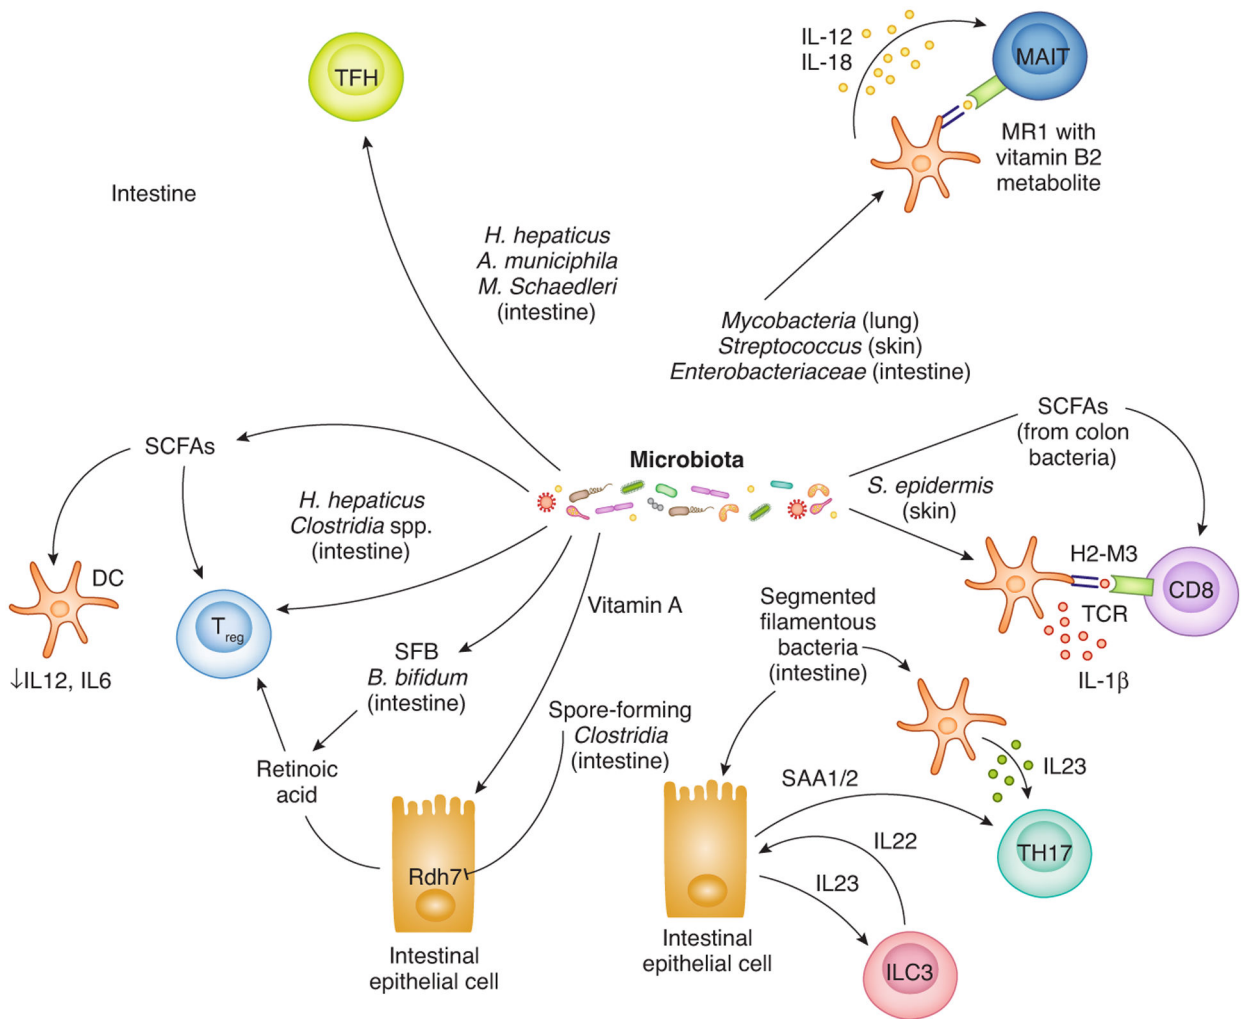 TFH
IL-12
IL-18
MAIT
MR1 with
vitamin B2
metabolite
Intestine
H. hepaticus
A. municiphila
M. Schaedleri
(intestine)
Mycobacteria (lung)
Streptococcus (skin)
Enterobacteriaceae (intestine)
SCFAs
SCFAs
(from colon
bacteria)
Microbiota
H. hepaticus
Clostridia spp.
(intestine)
S. epidermis
(skin)
DC
↓IL12, IL6
Treg
H2-M3
CD8
TCR
IL-1β
Vitamin A
SFB
B. bifidum
(intestine)
Segmented
filamentous
bacteria
(intestine)
Spore-forming
Clostridia
(intestine)
Retinoic
acid
Rdh7
Intestinal
epithelial cell
SAA1/2
IL23
TH17
IL22
IL23
Intestinal
epithelial cell
ILC3